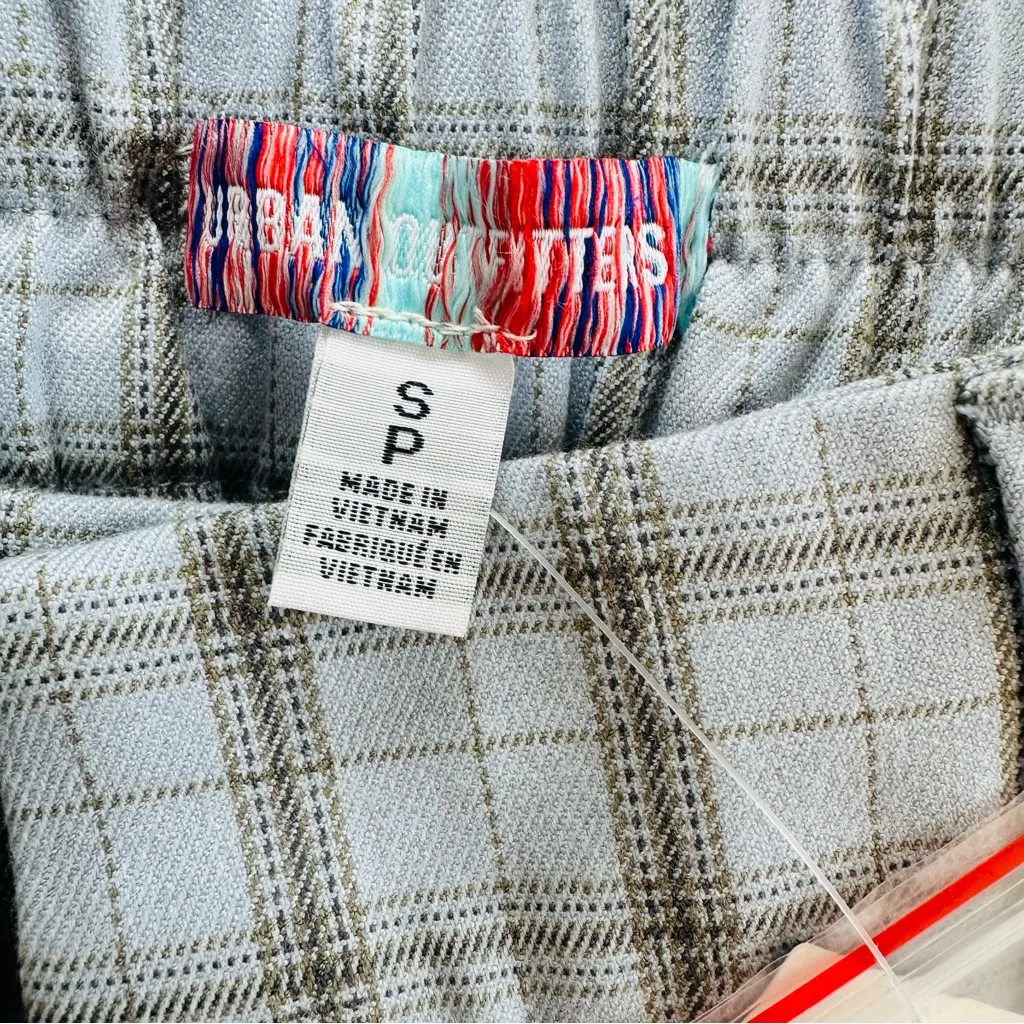 URBAN OUTFITTERS
S
P
MADE IN
VIETNAM
FABRIQUÉ EN
VIETNAM